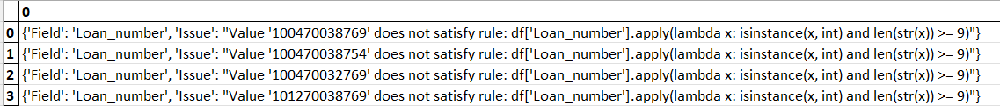 0
0 {'Field': 'Loan_number', 'Issue': "Value '100470038769' does not satisfy rule: df['Loan_number'].apply(lambda x: isinstance(x, int) and len(str(x)) >= 9)"}
1 {'Field': 'Loan_number', 'Issue': "Value '100470038754' does not satisfy rule: df['Loan_number'].apply(lambda x: isinstance(x, int) and len(str(x)) >= 9)"}
2 {'Field': 'Loan_number', 'Issue': "Value '100470032769' does not satisfy rule: df['Loan_number'].apply(lambda x: isinstance(x, int) and len(str(x)) >= 9)"}
3 {'Field': 'Loan_number', 'Issue': "Value '101270038769' does not satisfy rule: df['Loan_number'].apply(lambda x: isinstance(x, int) and len(str(x)) >= 9)"}